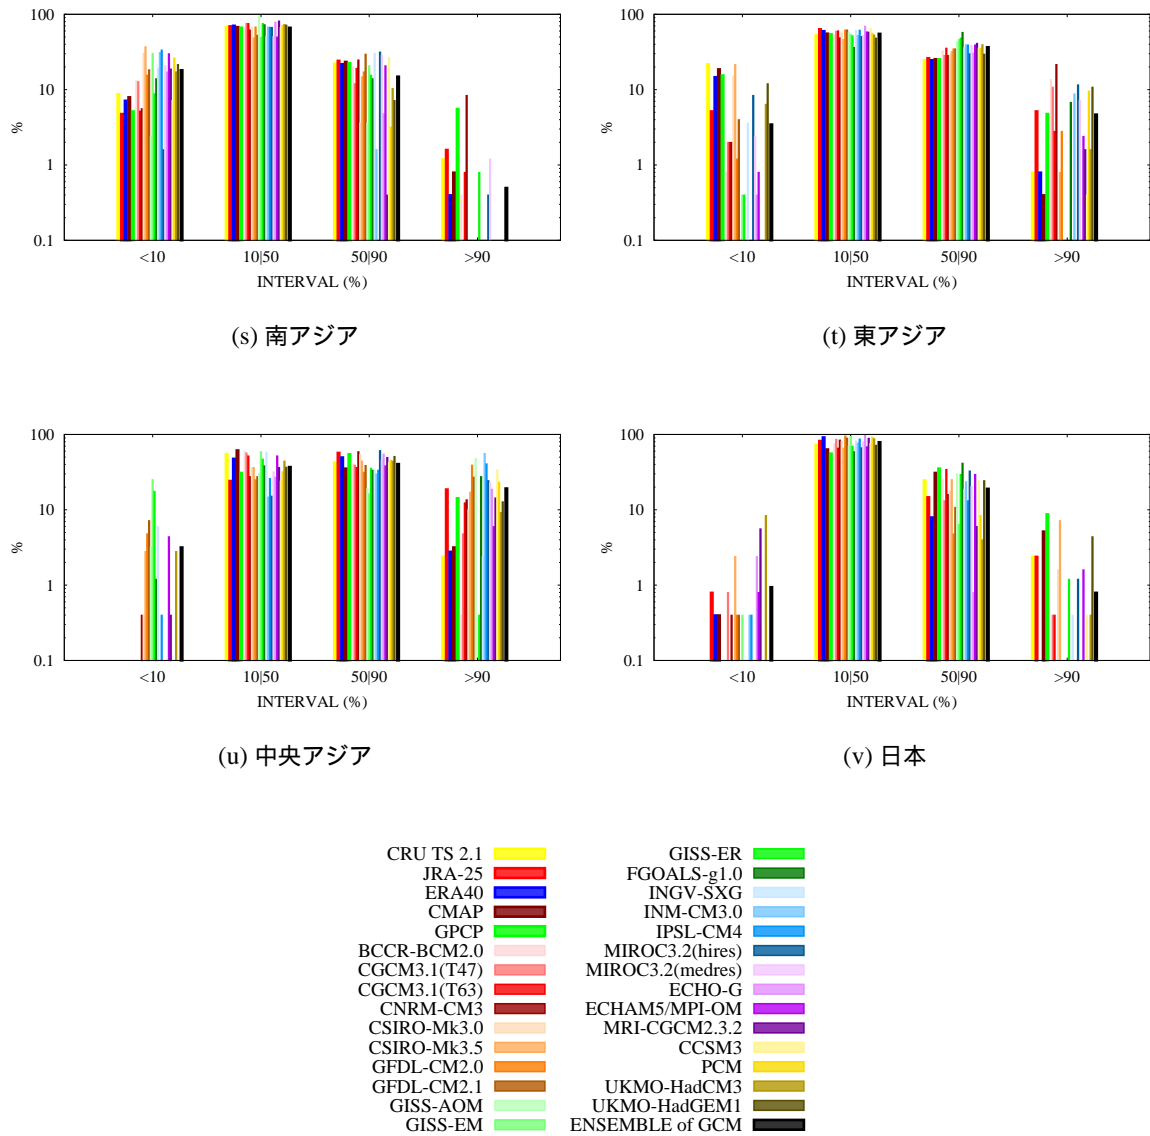 100
10
1
0.1
%
<10
10|50
50|90
>90
INTERVAL (%)
(s) 南アジア
100
10
1
0.1
%
<10
10|50
50|90
>90
INTERVAL (%)
(t) 東アジア
100
10
1
0.1
%
<10
10|50
50|90
>90
INTERVAL (%)
(u) 中央アジア
100
10
1
0.1
%
<10
10|50
50|90
>90
INTERVAL (%)
(v) 日本
CRU TS 2.1
JRA-25
ERA40
CMAP
GPCP
BCCR-BCM2.0
CGCM3.1(T47)
CGCM3.1(T63)
CNRM-CM3
CSIRO-Mk3.0
CSIRO-Mk3.5
GFDL-CM2.0
GFDL-CM2.1
GISS-AOM
GISS-EM
GISS-ER
FGOALS-g1.0
INGV-SXG
INM-CM3.0
IPSL-CM4
MIROC3.2(hires)
MIROC3.2(medres)
ECHO-G
ECHAM5/MPI-OM
MRI-CGCM2.3.2
CCSM3
PCM
UKMO-HadCM3
UKMO-HadGEM1
ENSEMBLE of GCM